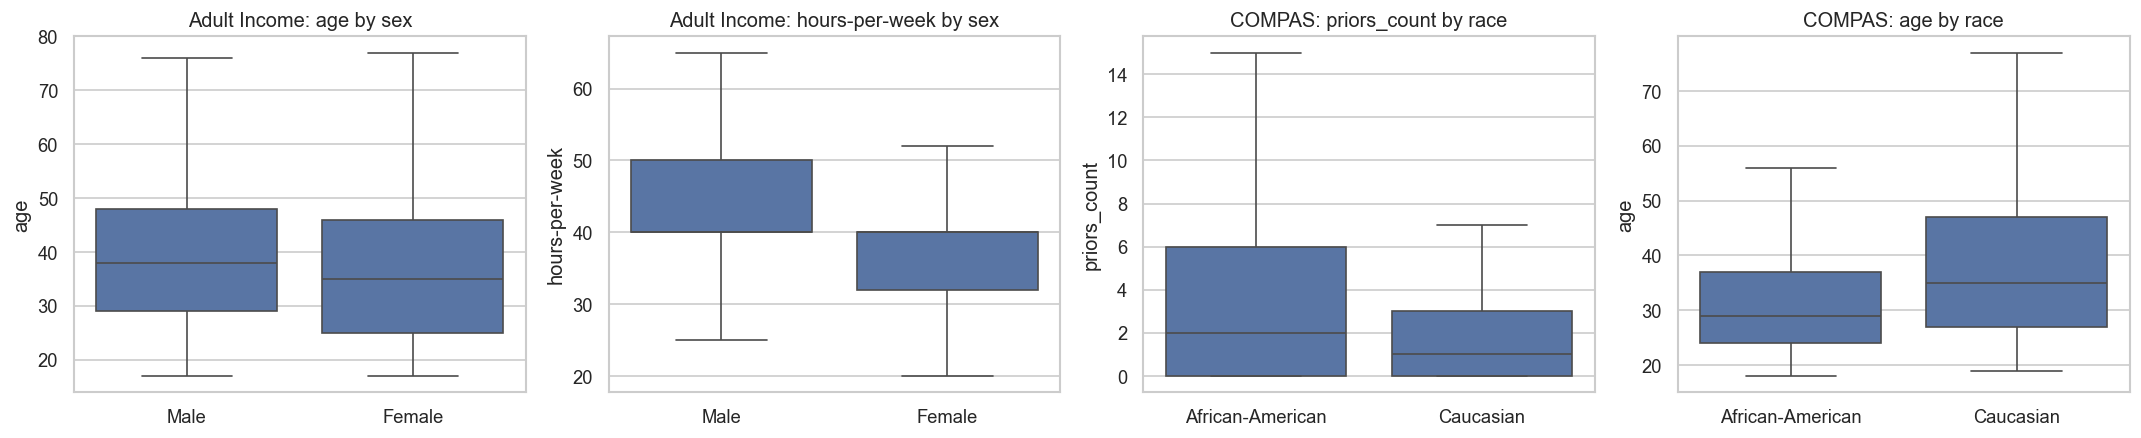 Adult Income: age by sex
age
80
70
60
50
40
30
20
Male
Female
Adult Income: hours-per-week by sex
hours-per-week
60
50
40
30
20
Male
Female
COMPAS: priors_count by race
priors_count
14
12
10
8
6
4
2
0
African-American
Caucasian
COMPAS: age by race
age
70
60
50
40
30
20
African-American
Caucasian